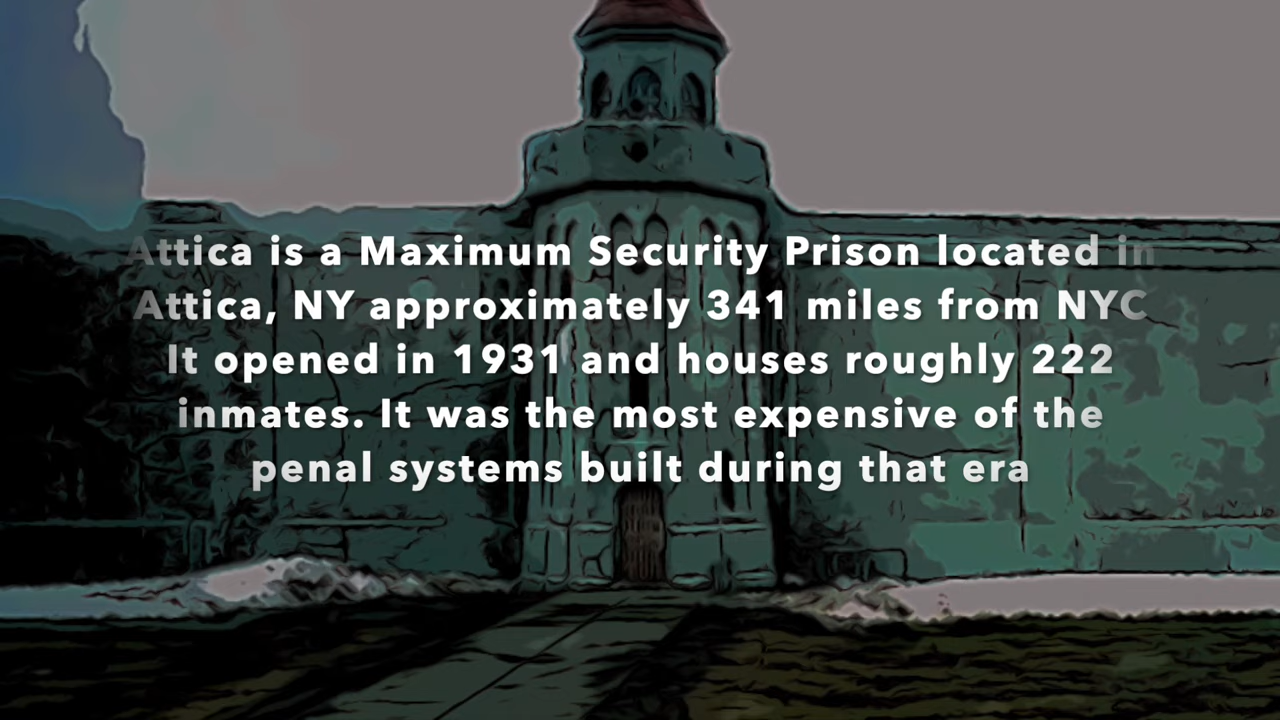 Attica is a Maximum Security Prison located in
Attica, NY approximately 341 miles from NYC
It opened in 1931 and houses roughly 222
inmates. It was the most expensive of the
penal systems built during that era